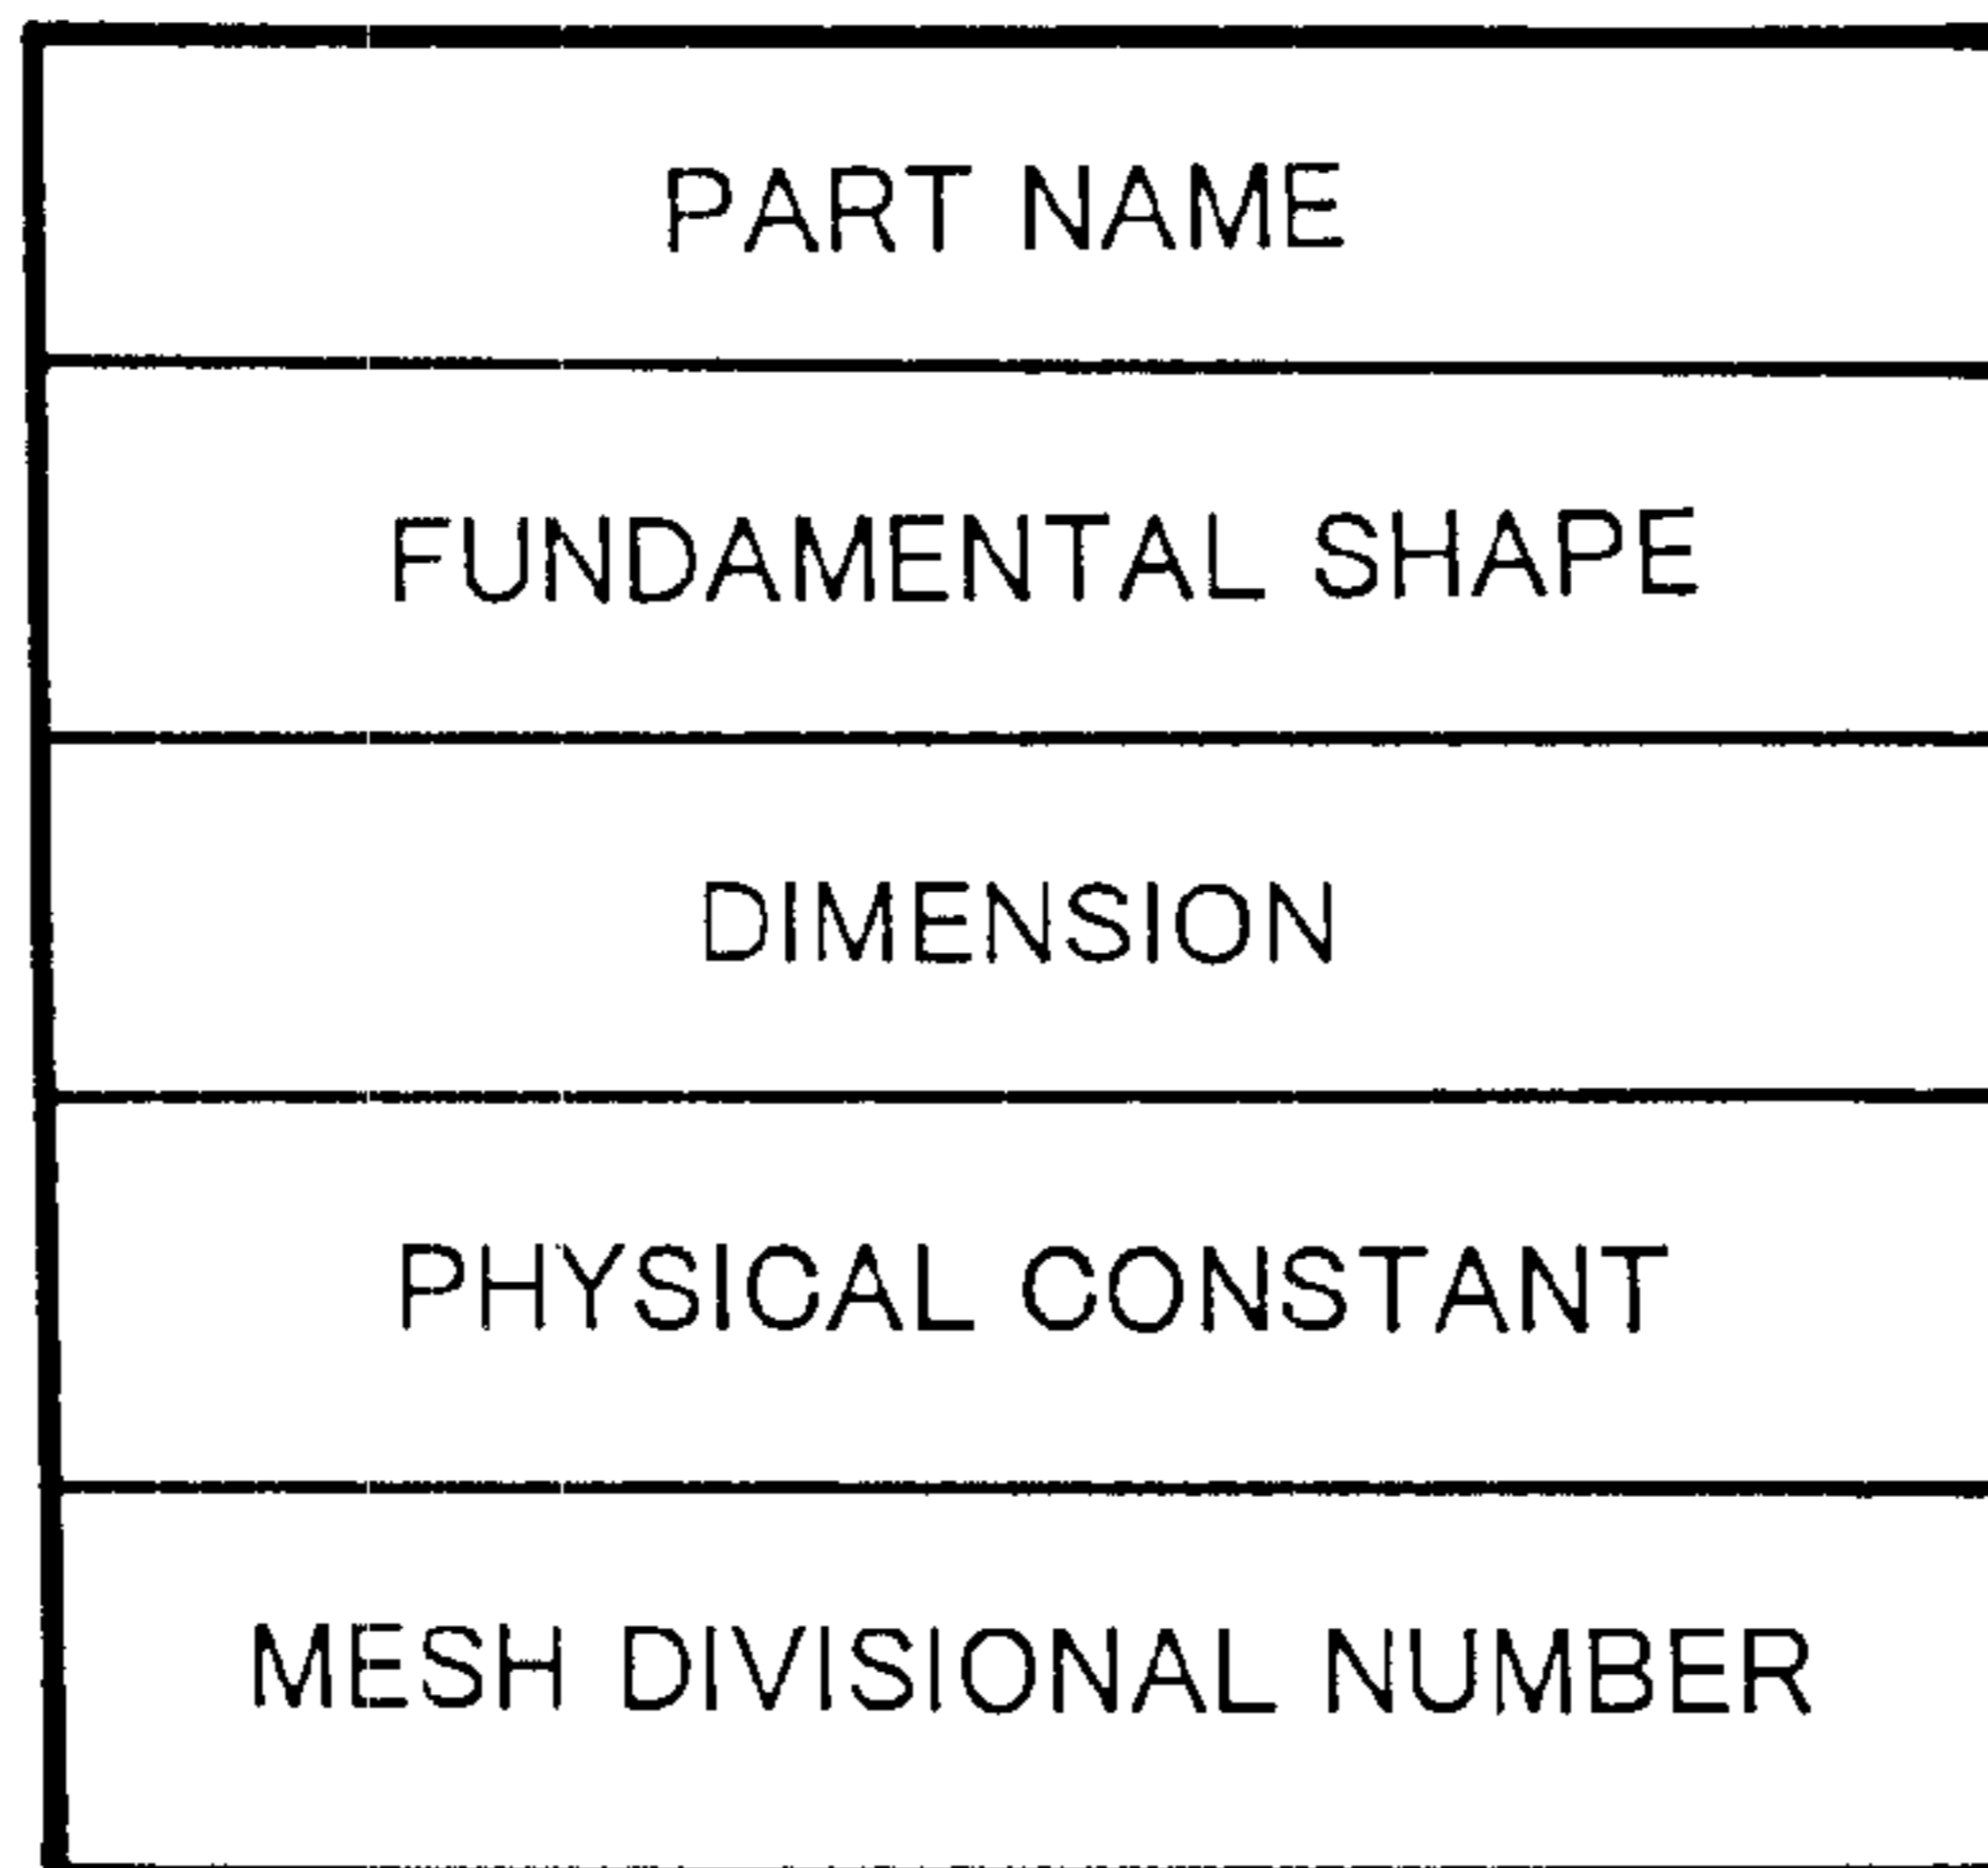 PART NAME
FUNDAMENTAL SHAPE
DIMENSION
PHYSICAL CONSTANT
MESH DIVISIONAL NUMBER